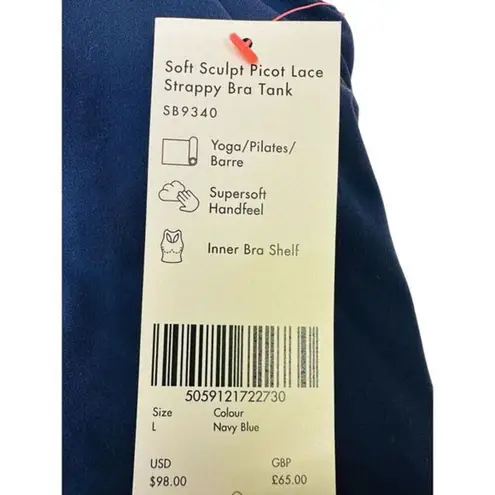 Soft Sculpt Picot Lace
Strappy Bra Tank
SB9340
Yoga/Pilates/
Barre
Supersoft
Handfeel
Inner Bra Shelf
5059121722730
Size Colour
L Navy Blue
USD GBP
$98.00 £65.00